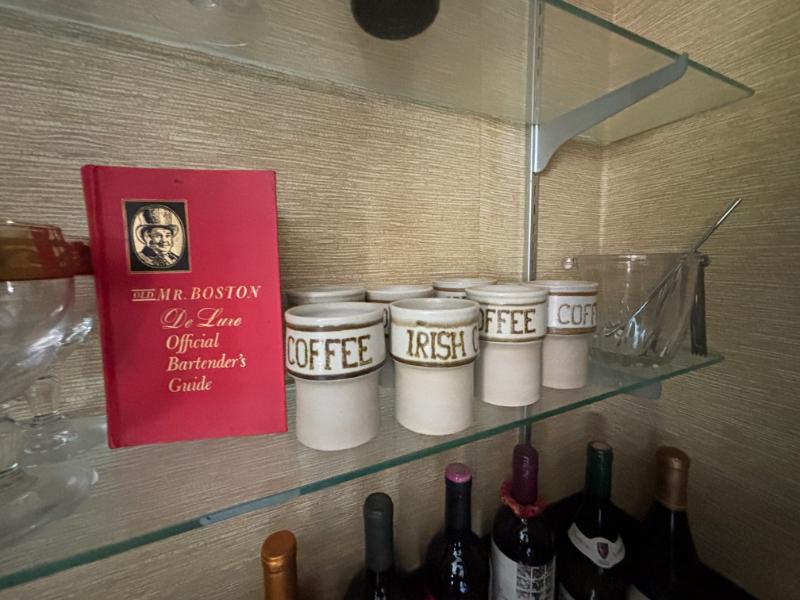 OLD MR. BOSTON
De Luxe
Official
Bartender's
Guide
COFFEE
IRISH C
OFFEE
COFF